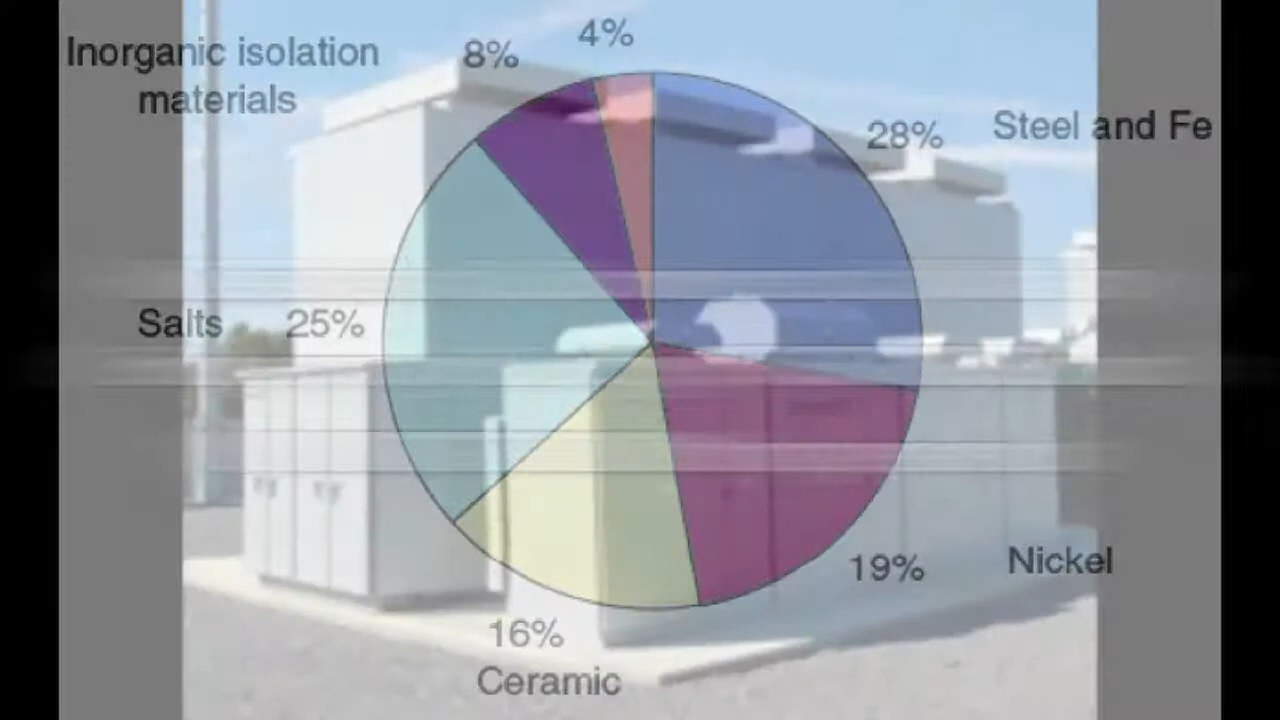 4%
Inorganic isolation
materials
8%
28%
Steel and Fe
Salts
25%
19%
Nickel
16%
Ceramic